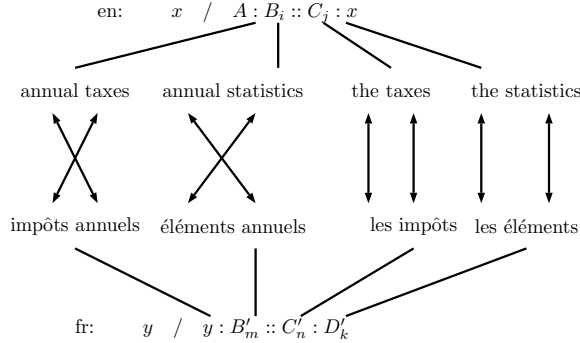 en: x / A : B_i :: C_j : x
annual taxes annual statistics the taxes the statistics
impôts annuels éléments annuels les impôts les éléments
fr: y / y : B'_m :: C'_n : D'_k